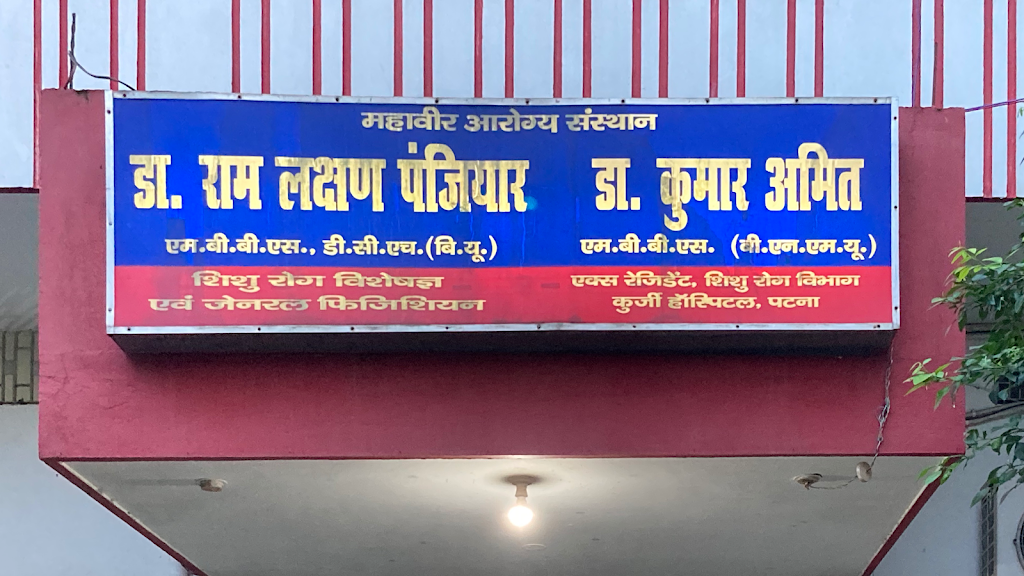 महावीर आरोग्य संस्थान
डा. राम लक्षण पंजियार
एम.बी.बी.एस., डी.सी.एच.(बि.यू.)
शिशु रोग विशेषज्ञ
एवं जेनरल फिजिशियन
डा. कुमार अमित
एम.बी.बी.एस. (बी.एन.एम.यू.)
एक्स रेजिडेंट, शिशु रोग विभाग
कुर्जी हॉस्पिटल, पटना